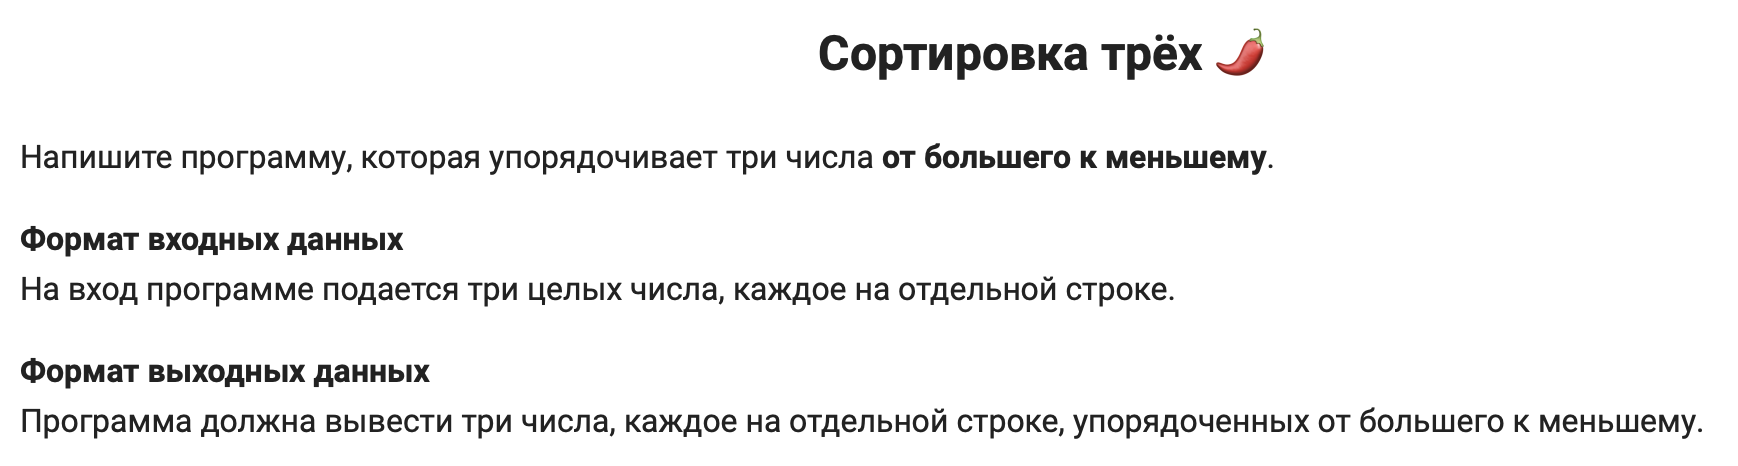 Сортировка трёх 🌶️
Напишите программу, которая упорядочивает три числа от большего к меньшему.
Формат входных данных
На вход программе подается три целых числа, каждое на отдельной строке.
Формат выходных данных
Программа должна вывести три числа, каждое на отдельной строке, упорядоченных от большего к меньшему.